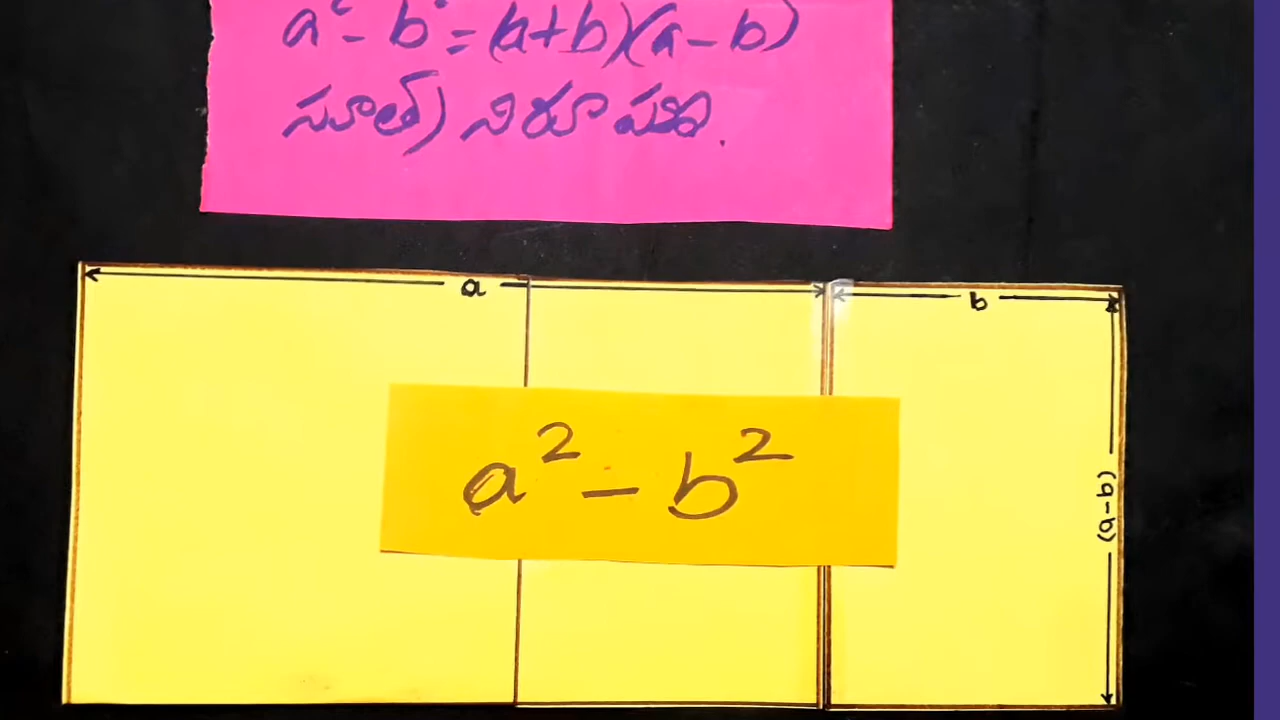 a² - b² = (a+b)(a-b)
సూత్ర నిరూపణ.
a
b
a² - b²
(a-b)